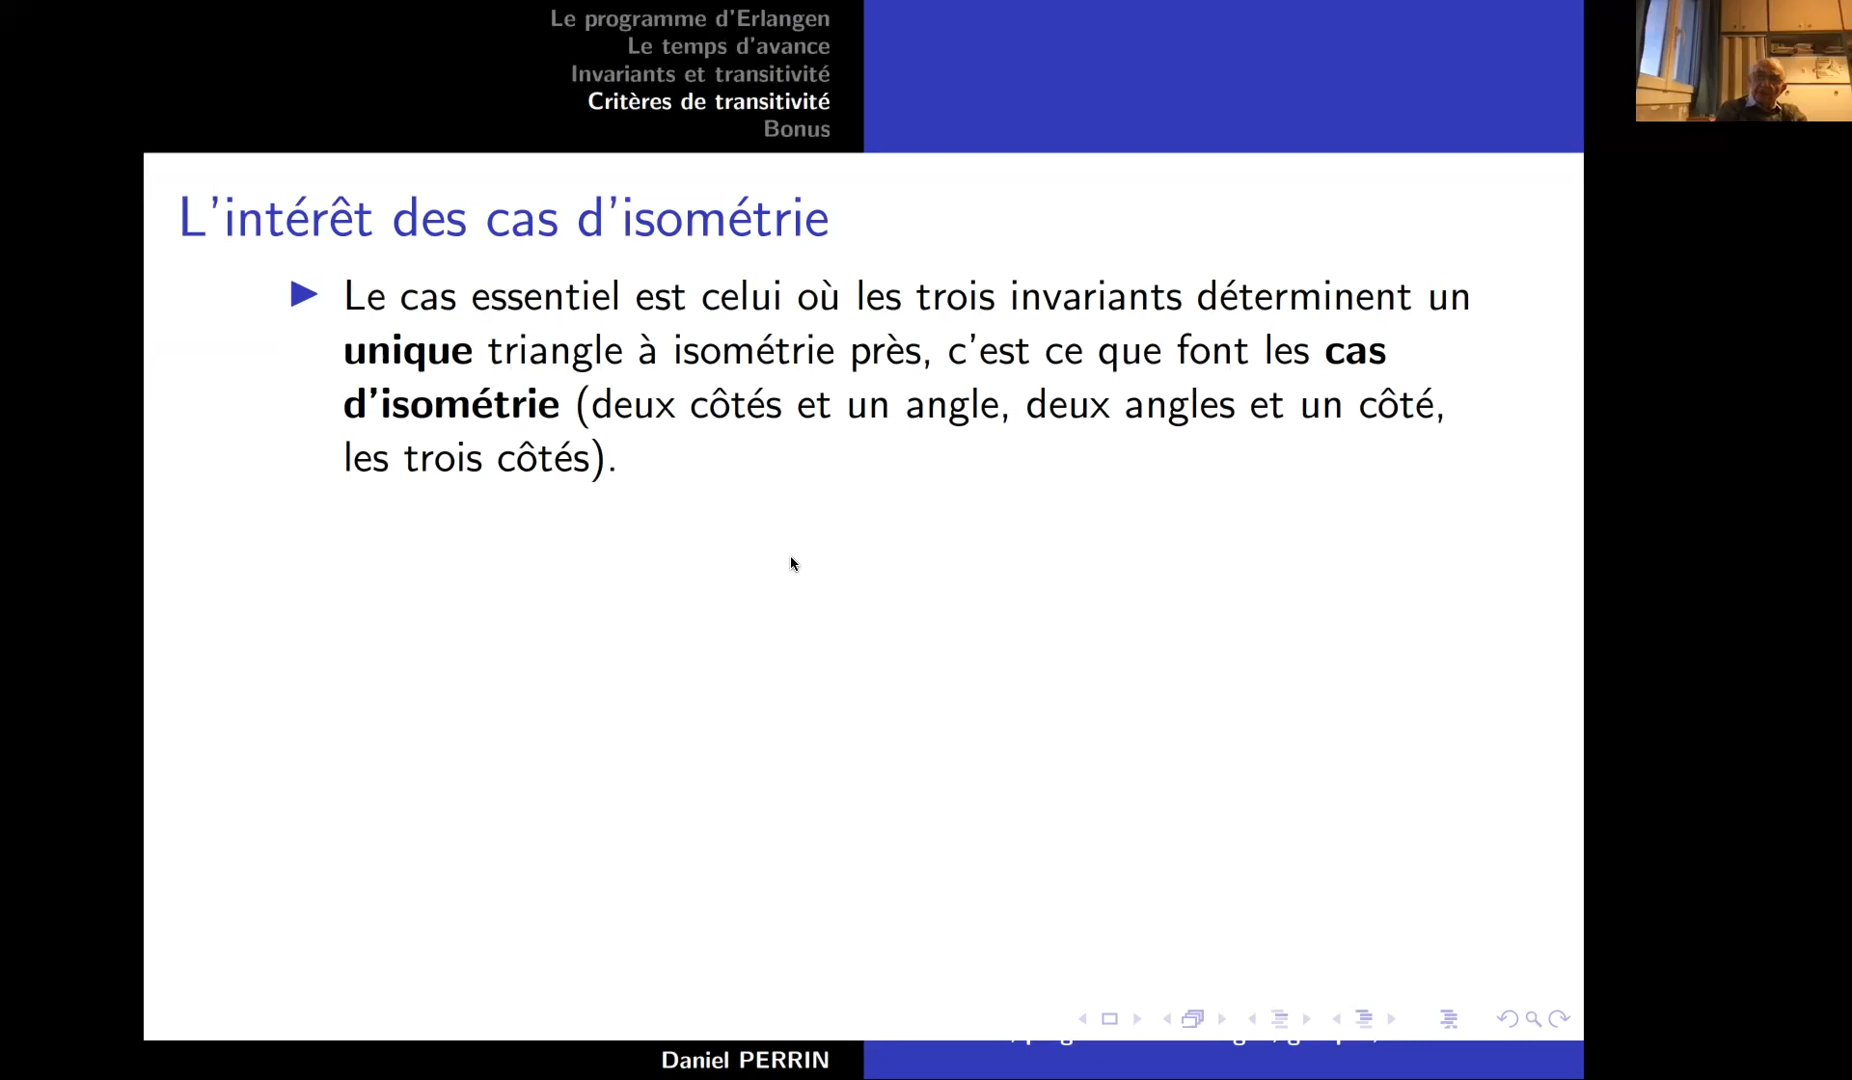 Le programme d'Erlangen
Le temps d'avance
Invariants et transitivité
Critères de transitivité
Bonus
L'intérêt des cas d'isométrie
Le cas essentiel est celui où les trois invariants déterminent un
unique triangle à isométrie près, c'est ce que font les cas
d'isométrie (deux côtés et un angle, deux angles et un côté,
les trois côtés).
Daniel PERRIN